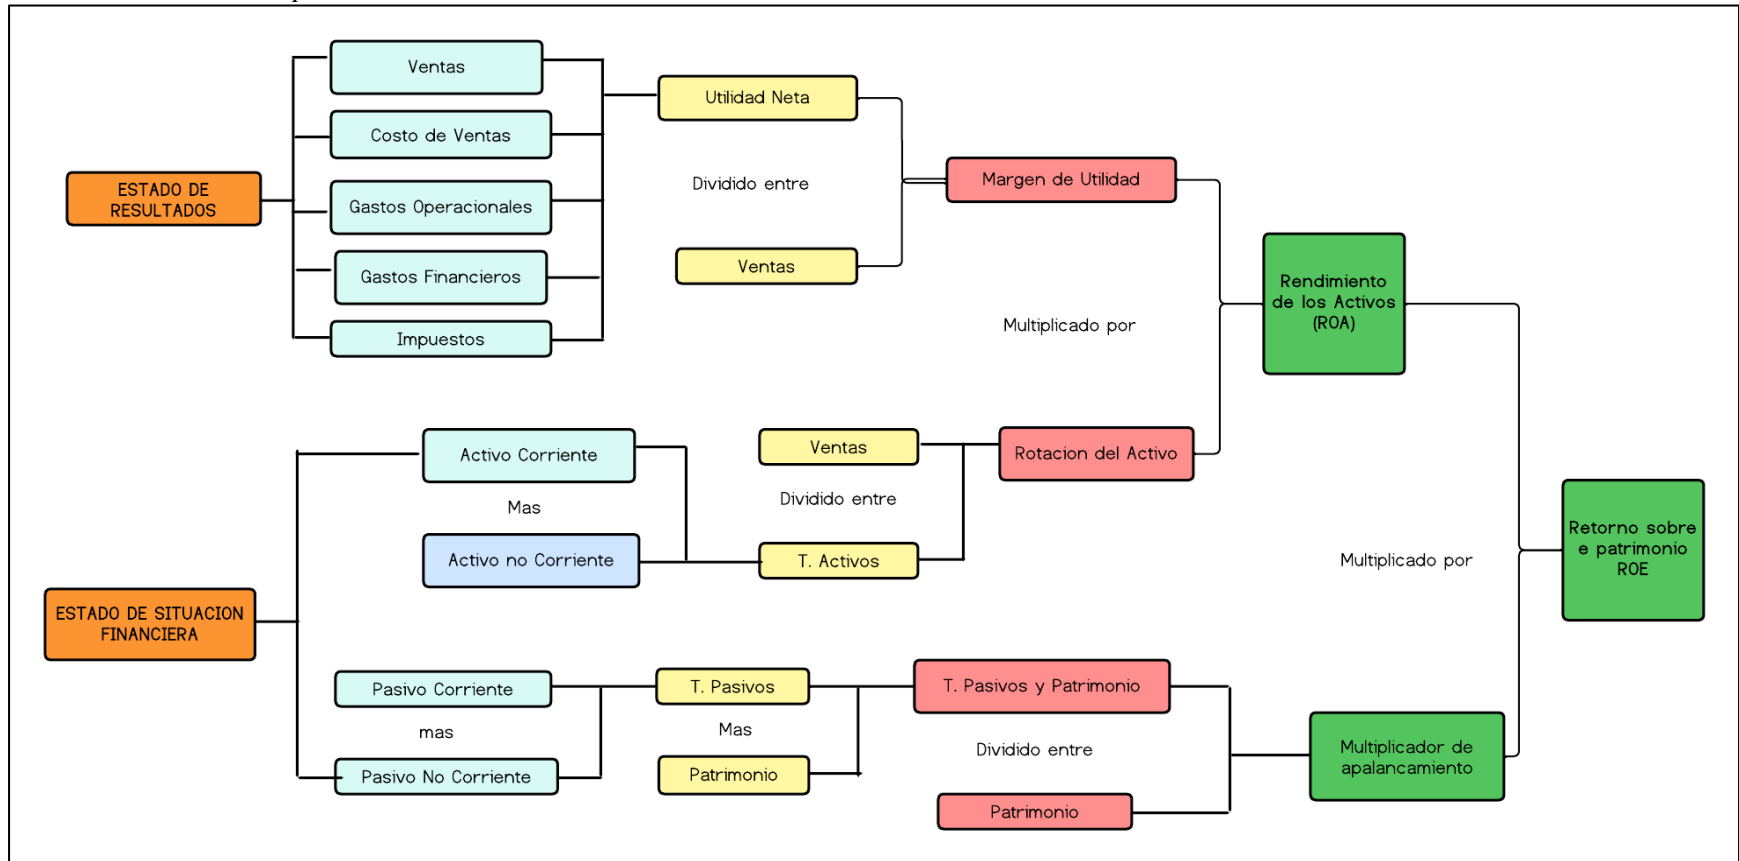 Ventas
Costo de Ventas
ESTADO DE
RESULTADOS
Gastos Operacionales
Gastos Financieros
Impuestos
Utilidad Neta
Dividido entre
Ventas
Margen de Utilidad
Multiplicado por
Rendimiento
de los Activos
(ROA)
Activo Corriente
Mas
Activo no Corriente
Ventas
Dividido entre
T. Activos
Rotacion del Activo
Multiplicado por
Retorno sobre
e patrimonio
ROE
ESTADO DE SITUACION
FINANCIERA
Pasivo Corriente
mas
Pasivo No Corriente
T. Pasivos
Mas
Patrimonio
T. Pasivos y Patrimonio
Dividido entre
Patrimonio
Multiplicador de
apalancamiento